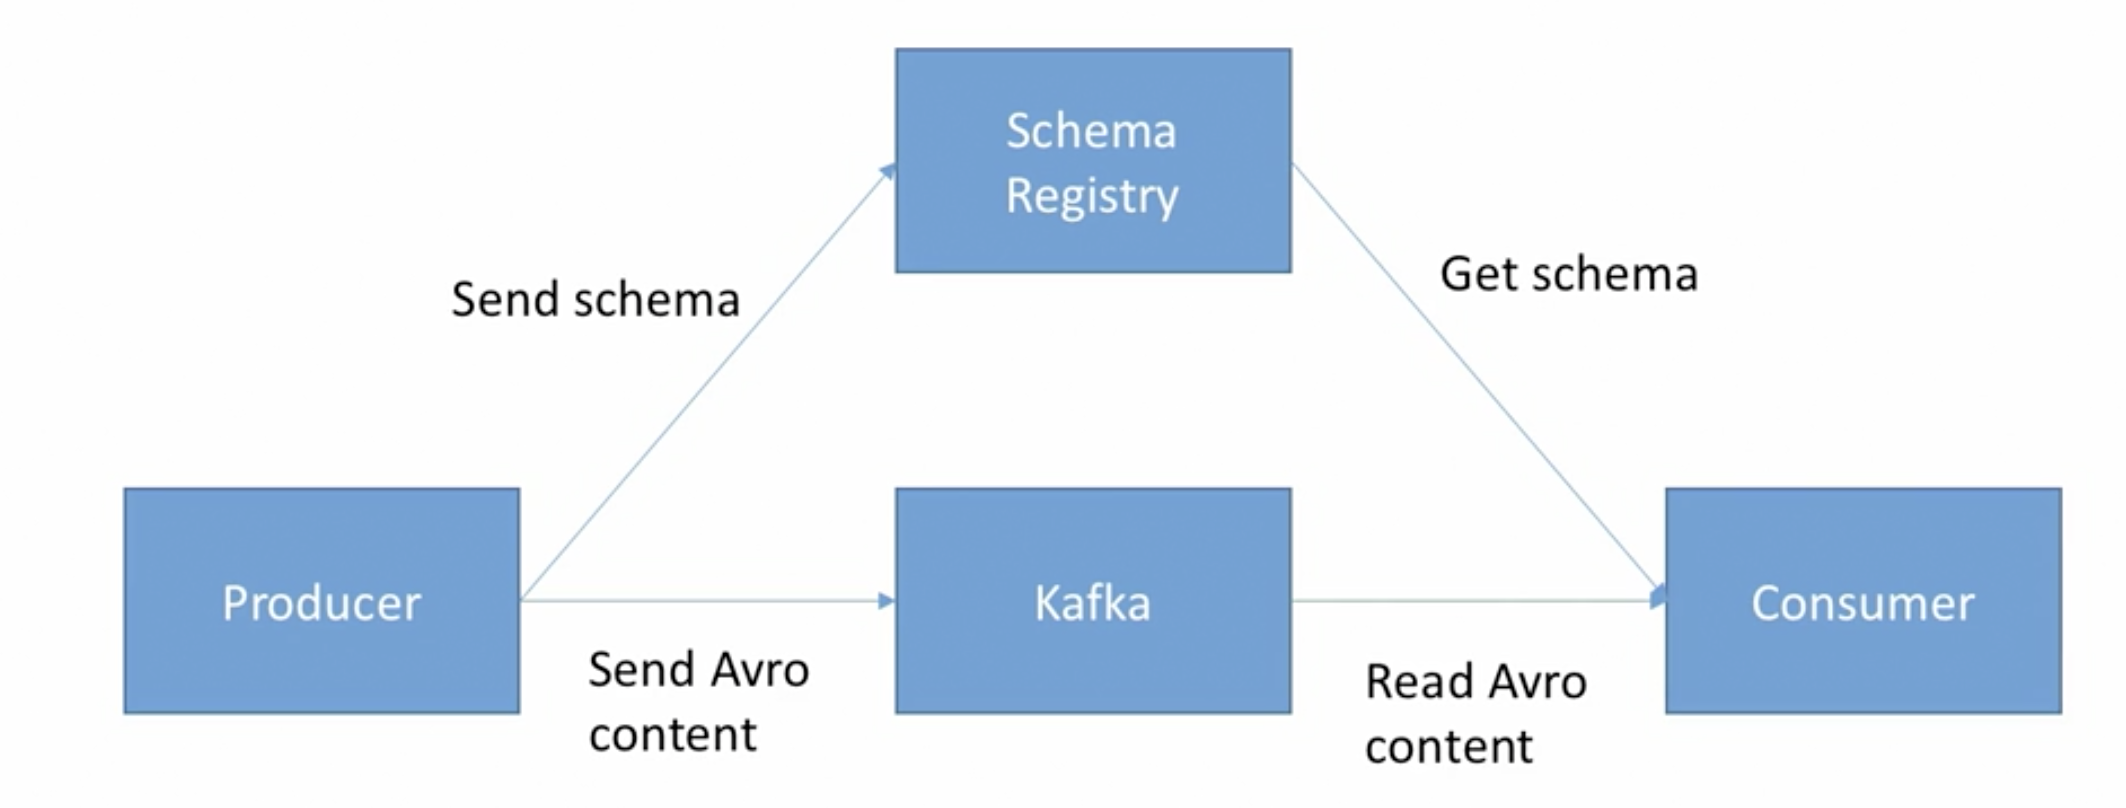 Schema
Registry
Send schema
Get schema
Producer
Kafka
Consumer
Send Avro
content
Read Avro
content